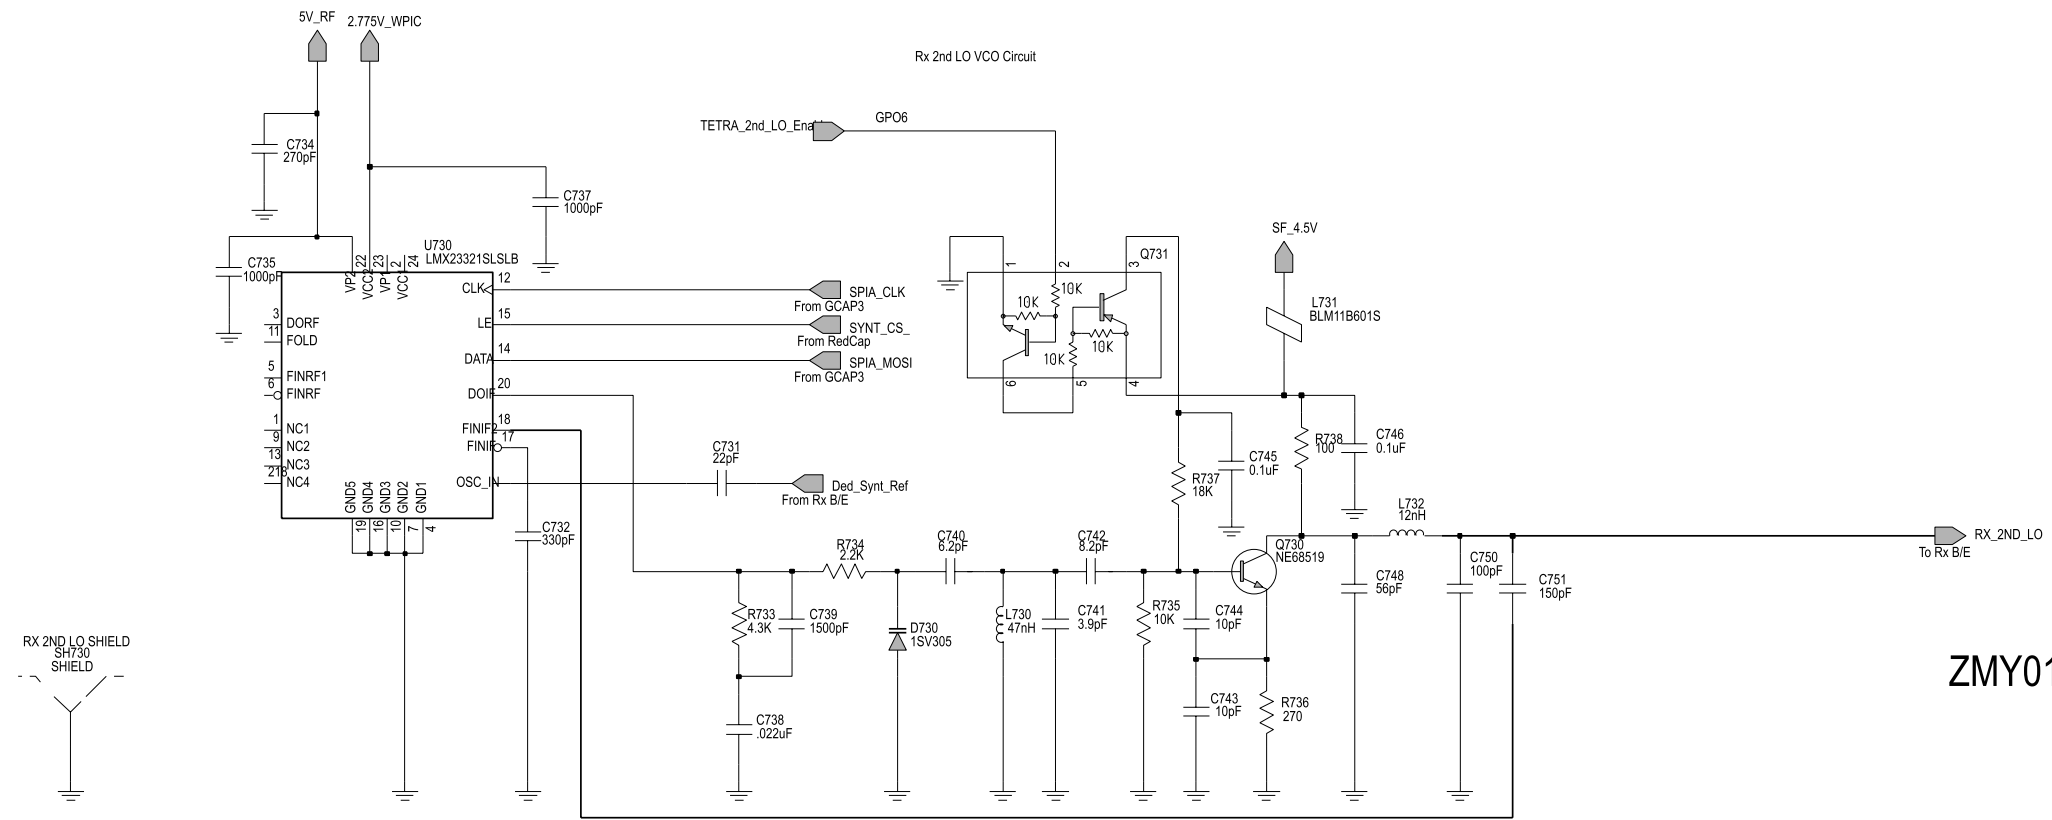 5V_RF
2.775V_WPIC
Rx 2nd LO VCO Circuit
TETRA_2nd_LO_Ena
GPO6
C734
270pF
C737
1000pF
SF_4.5V
U730
LMX23321SLSLB
C735
1000pF
VP2
VCC2
22
VP1
23
VCC1
2
24
Q731
1
2
3
10K
10K
10K
10K
6
5
4
L731
BLM11B601S
CLK
12
SPIA_CLK
From GCAP3
LE
15
SYNT_CS_
From RedCap
DATA
14
SPIA_MOSI
From GCAP3
DOIF
20
FINIF2
18
FINIF
17
OSC_IN
3
DORF
11
FOLD
5
FINRF1
6
FINRF
1
NC1
9
NC2
13
NC3
NC4
GND5
GND4
GND3
GND2
GND1
19
16
10
7
4
C731
22pF
Ded_Synt_Ref
From Rx B/E
C732
330pF
R738
100
C746
0.1uF
C745
0.1uF
R737
18K
L732
12nH
RX_2ND_LO
To Rx B/E
R734
2.2K
C740
6.2pF
C742
8.2pF
Q730
NE68519
C750
100pF
C751
150pF
C748
56pF
R733
4.3K
C739
1500pF
D730
1SV305
L730
47nH
C741
3.9pF
R735
10K
C744
10pF
RX 2ND LO SHIELD
SH730
SHIELD
ZMY01
C738
.022uF
C743
10pF
R736
270